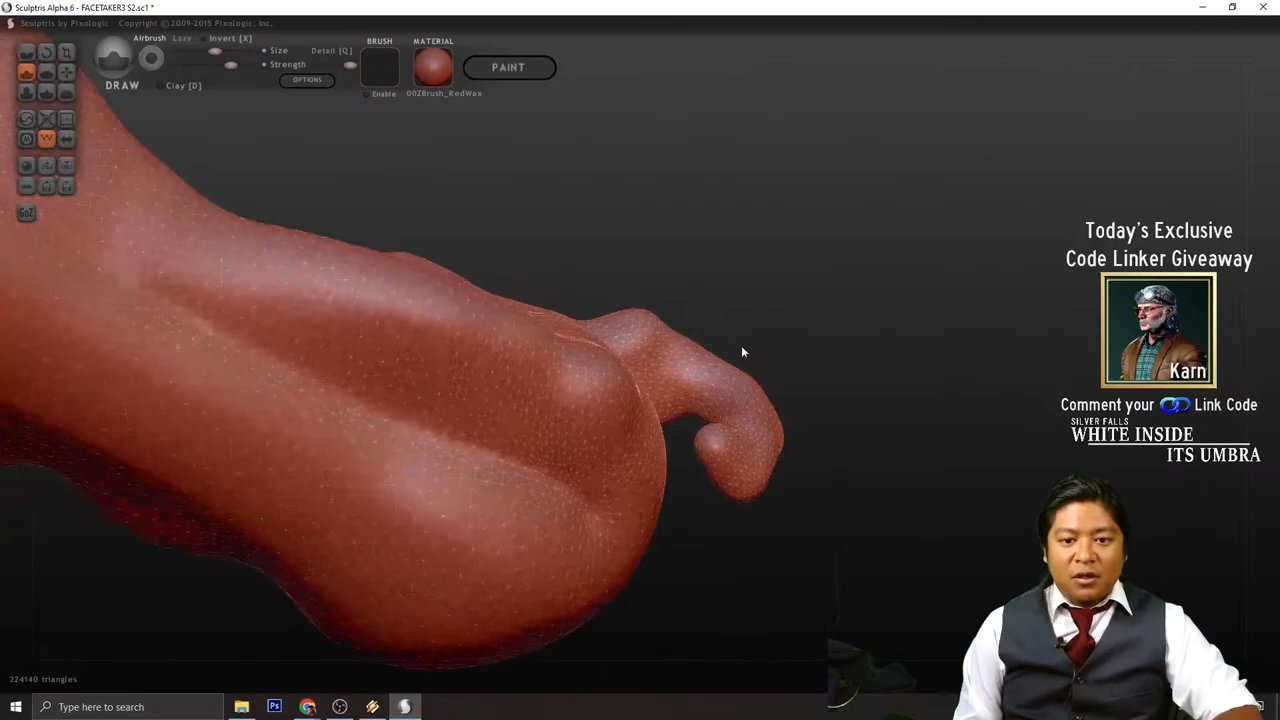 Sculptris Alpha 6 - FACETAKER3 S2.sc1 *
Sculptris by Pixologic Copyright © 2009-2015 Pixologic, Inc.
Airbrush Lazy Invert [X]
Size Detail [Q]
Strength
DRAW Clay [D] OPTIONS
BRUSH
Enable
MATERIAL
00ZBrush_RedWax
PAINT
GoZ
Today's Exclusive
Code Linker Giveaway
Karn
Comment your Link Code
SILVER FALLS
WHITE INSIDE
ITS UMBRA
224140 triangles
Type here to search
Ps